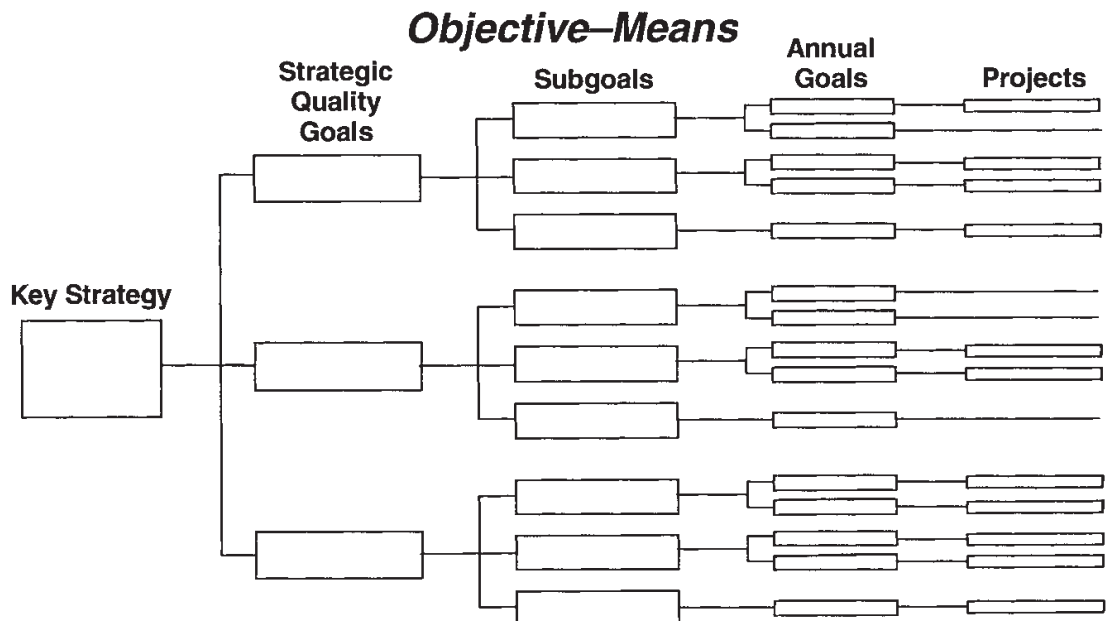 Objective–Means
Strategic
Quality
Goals
Subgoals
Annual
Goals
Projects
Key Strategy